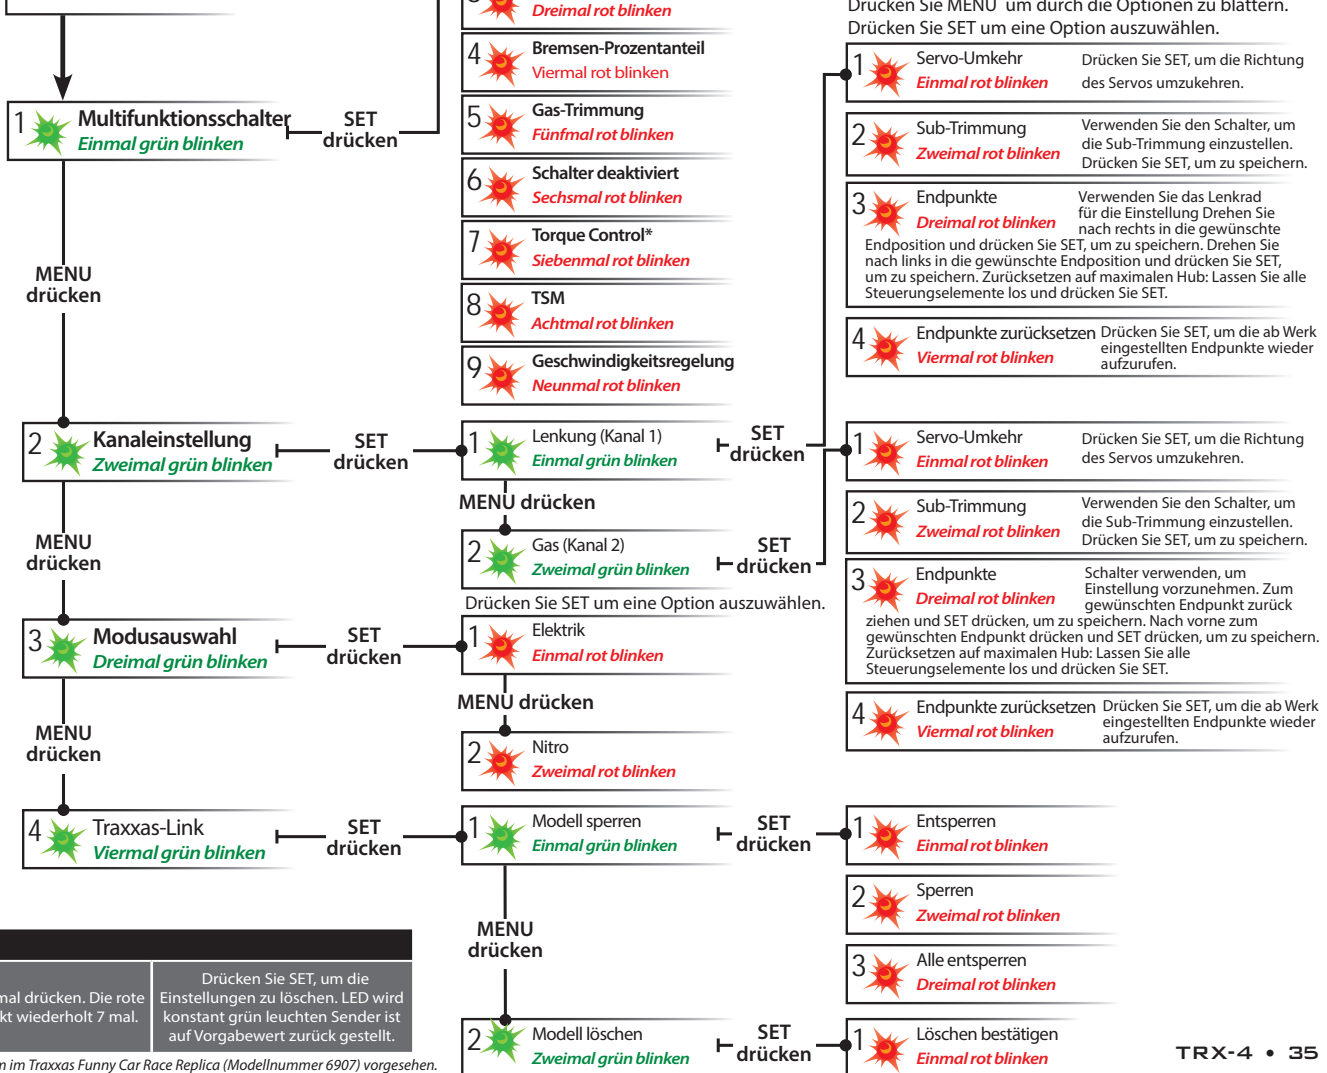 1
Multifunktionsschalter
Einmal grün blinken
SET
drücken
MENU
drücken
2
Kanaleinstellung
Zweimal grün blinken
SET
drücken
MENU
drücken
3
Modusauswahl
Dreimal grün blinken
SET
drücken
MENU
drücken
4
Traxxas-Link
Viermal grün blinken
SET
drücken
Dreimal rot blinken
4
Bremsen-Prozentanteil
Viermal rot blinken
5
Gas-Trimmung
Fünfmal rot blinken
6
Schalter deaktiviert
Sechsmal rot blinken
7
Torque Control*
Siebenmal rot blinken
8
TSM
Achtmal rot blinken
9
Geschwindigkeitsregelung
Neunmal rot blinken
1
Lenkung (Kanal 1)
Einmal grün blinken
SET
drücken
MENU drücken
2
Gas (Kanal 2)
Zweimal grün blinken
SET
drücken
Drücken Sie SET um eine Option auszuwählen.
1
Elektrik
Einmal rot blinken
MENU drücken
2
Nitro
Zweimal rot blinken
1
Modell sperren
Einmal grün blinken
SET
drücken
MENU
drücken
2
Modell löschen
Zweimal grün blinken
SET
drücken
Drücken Sie MENU um durch die Optionen zu blättern.
Drücken Sie SET um eine Option auszuwählen.
1
Servo-Umkehr
Einmal rot blinken
Drücken Sie SET, um die Richtung
des Servos umzukehren.
2
Sub-Trimmung
Zweimal rot blinken
Verwenden Sie den Schalter, um
die Sub-Trimmung einzustellen.
Drücken Sie SET, um zu speichern.
3
Endpunkte
Dreimal rot blinken
Verwenden Sie das Lenkrad
für die Einstellung Drehen Sie
nach rechts in die gewünschte
Endposition und drücken Sie SET, um zu speichern. Drehen Sie
nach links in die gewünschte Endposition und drücken Sie SET,
um zu speichern. Zurücksetzen auf maximalen Hub: Lassen Sie alle
Steuerungselemente los und drücken Sie SET.
4
Endpunkte zurücksetzen
Viermal rot blinken
Drücken Sie SET, um die ab Werk
eingestellten Endpunkte wieder
aufzurufen.
1
Servo-Umkehr
Einmal rot blinken
Drücken Sie SET, um die Richtung
des Servos umzukehren.
2
Sub-Trimmung
Zweimal rot blinken
Verwenden Sie den Schalter, um
die Sub-Trimmung einzustellen.
Drücken Sie SET, um zu speichern.
3
Endpunkte
Dreimal rot blinken
Schalter verwenden, um
Einstellung vorzunehmen. Zum
gewünschten Endpunkt zurück
ziehen und SET drücken, um zu speichern. Nach vorne zum
gewünschten Endpunkt drücken und SET drücken, um zu speichern.
Zurücksetzen auf maximalen Hub: Lassen Sie alle
Steuerungselemente los und drücken Sie SET.
4
Endpunkte zurücksetzen
Viermal rot blinken
Drücken Sie SET, um die ab Werk
eingestellten Endpunkte wieder
aufzurufen.
1
Entsperren
Einmal rot blinken
2
Sperren
Zweimal rot blinken
3
Alle entsperren
Dreimal rot blinken
1
Löschen bestätigen
Einmal rot blinken
mal drücken. Die rote
kt wiederholt 7 mal.
Drücken Sie SET, um die
Einstellungen zu löschen. LED wird
konstant grün leuchten Sender ist
auf Vorgabewert zurück gestellt.
im Traxxas Funny Car Race Replica (Modellnummer 6907) vorgesehen.
TRX-4 • 35